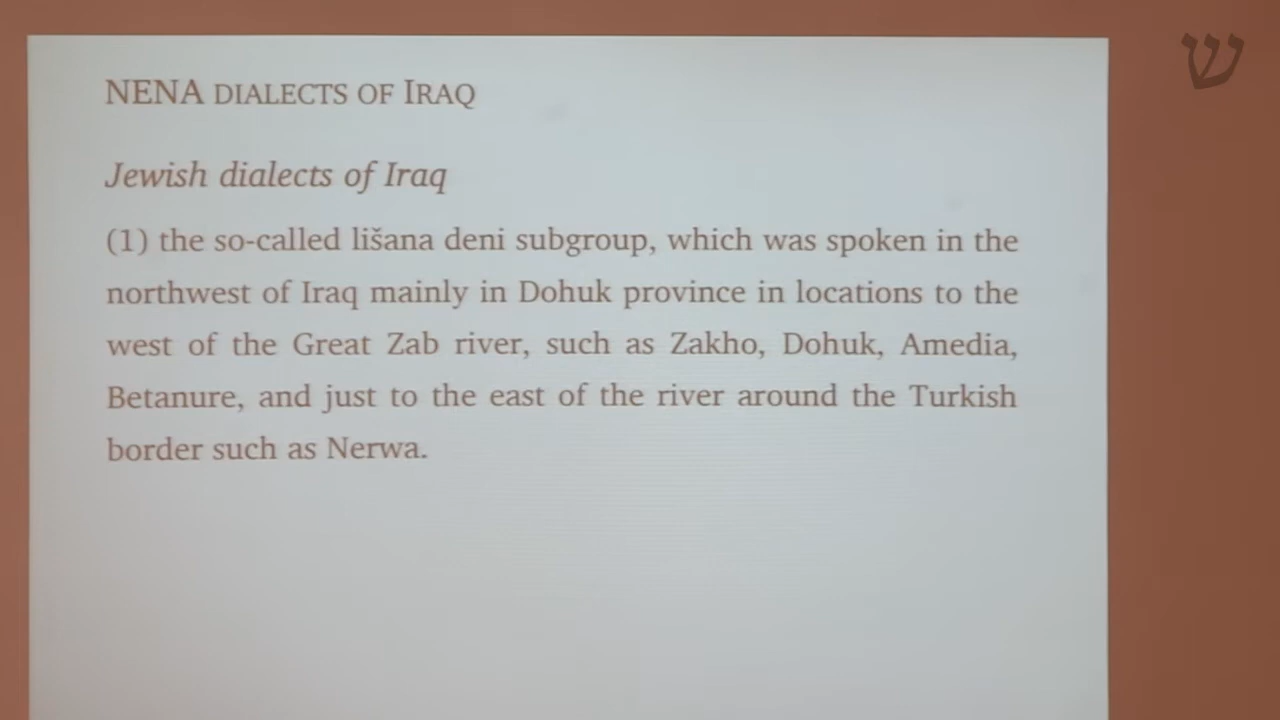 NENA DIALECTS OF IRAQ
Jewish dialects of Iraq
(1) the so-called lišana deni subgroup, which was spoken in the
northwest of Iraq mainly in Dohuk province in locations to the
west of the Great Zab river, such as Zakho, Dohuk, Amedia,
Betanure, and just to the east of the river around the Turkish
border such as Nerwa.
ש